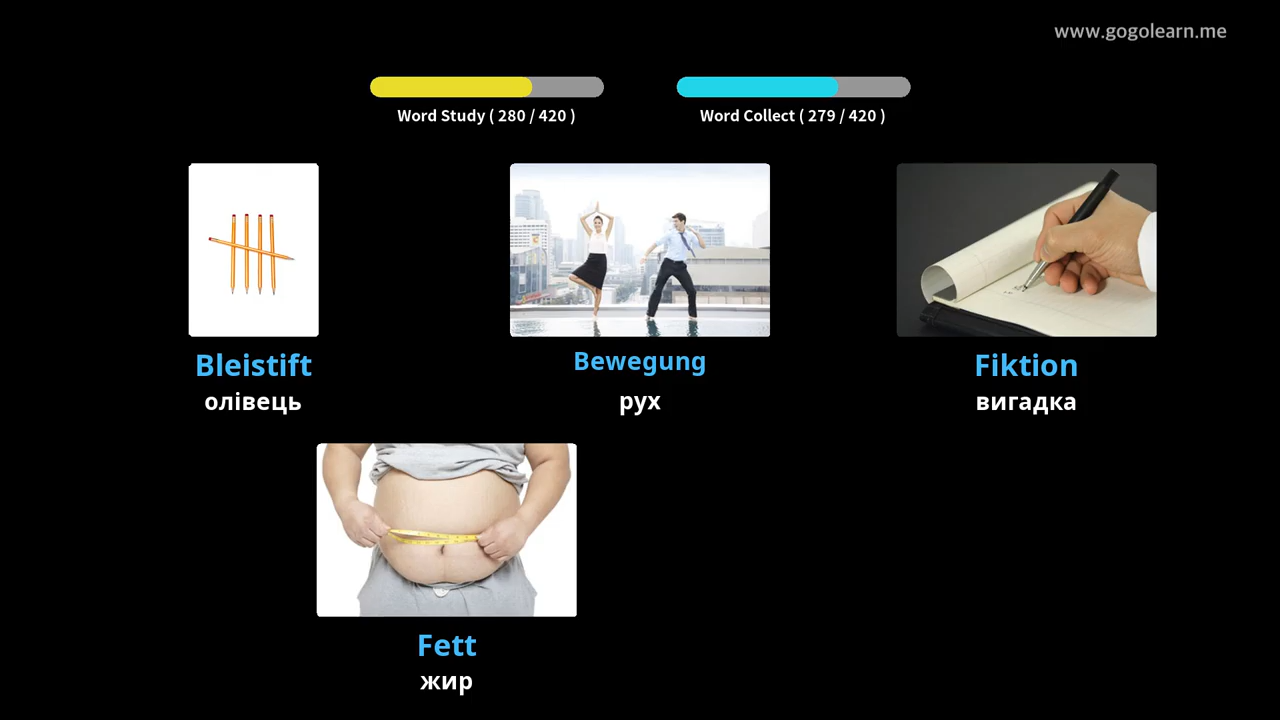 www.gogolearn.me
Word Study ( 280 / 420 )
Word Collect ( 279 / 420 )
Bleistift
олівець
Bewegung
рух
Fiktion
вигадка
Fett
жир